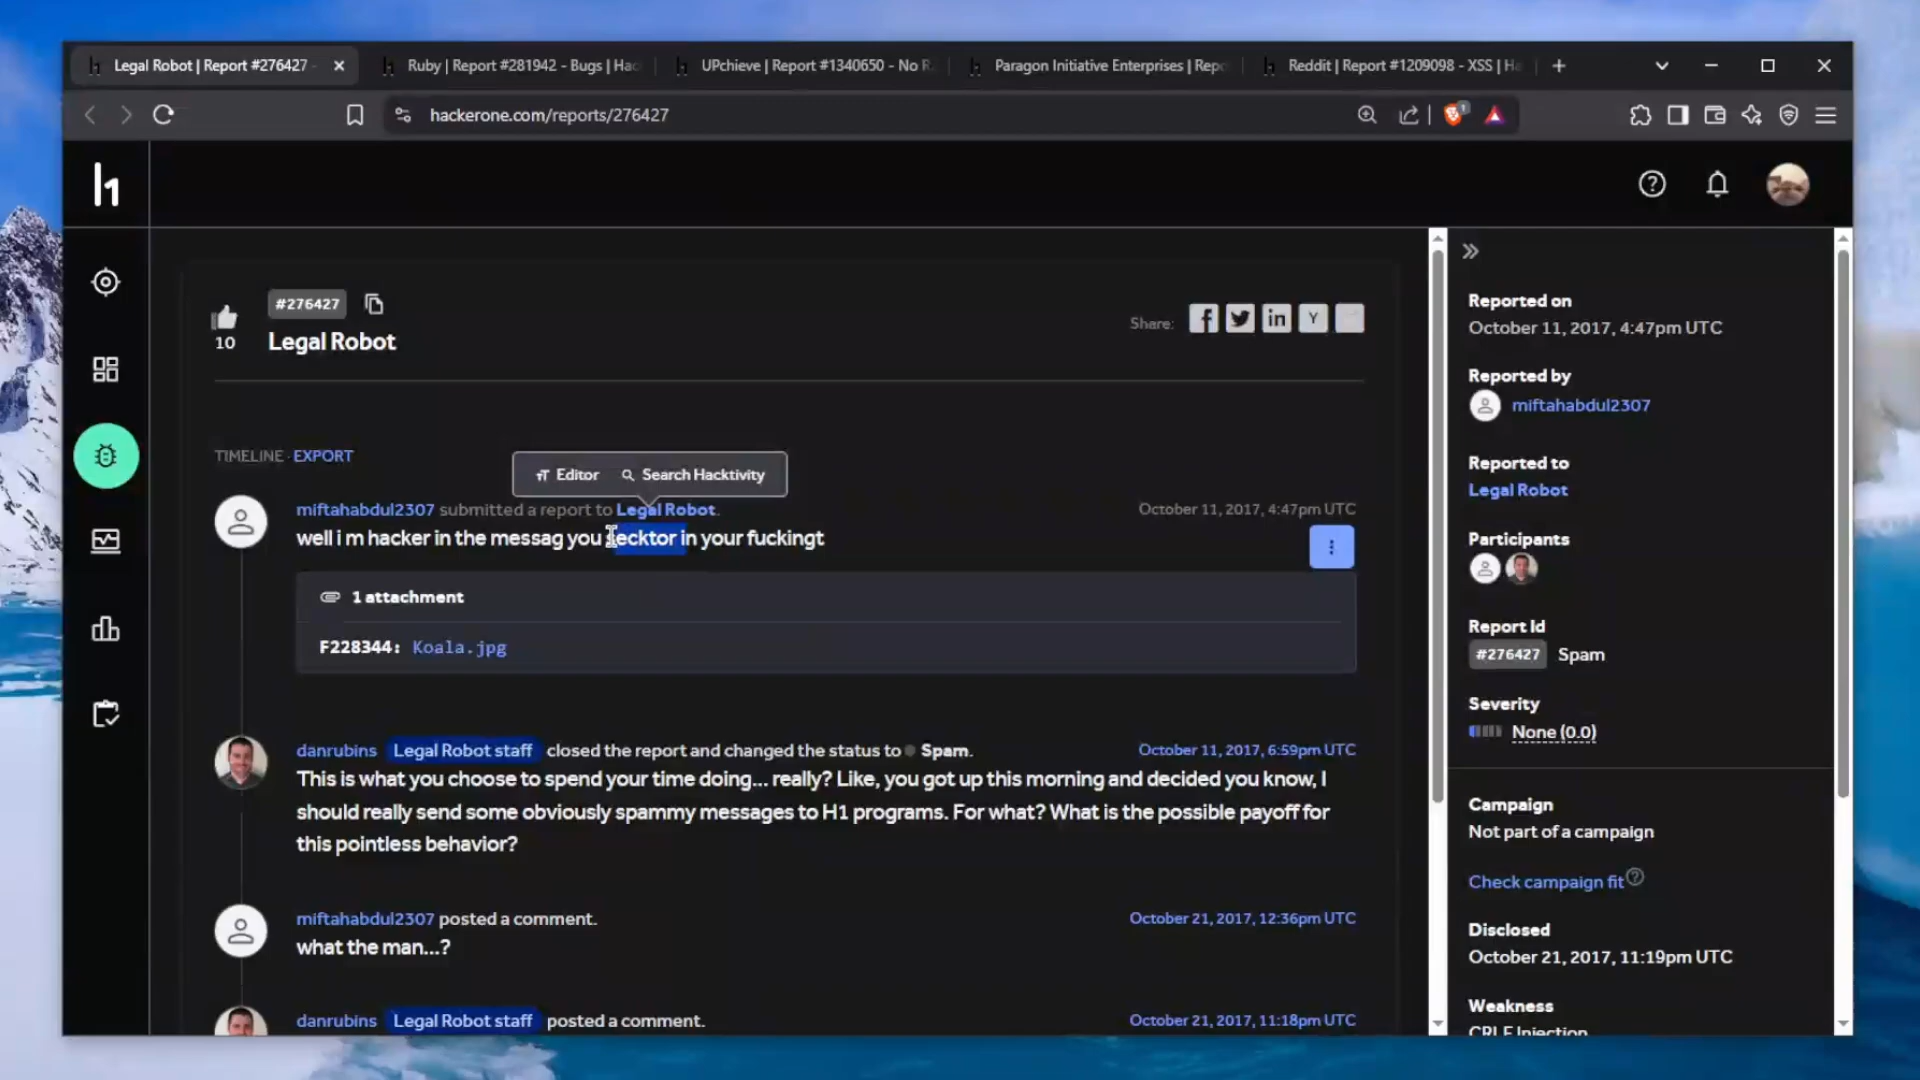 Legal Robot | Report #276427 -
Ruby | Report #281942 - Bugs | Hac
UPchieve | Report #1340650 - No R
Paragon Initiative Enterprises | Repo
Reddit | Report #1209098 - XSS | H
hackerone.com/reports/276427
1
h1
#276427
10
Legal Robot
Share:
Y
TIMELINE · EXPORT
Editor
Search Hacktivity
miftahabdul2307 submitted a report to Legal Robot.
October 11, 2017, 4:47pm UTC
well i m hacker in the messag you secktor in your fuckingt
1 attachment
F228344: Koala.jpg
danrubins Legal Robot staff closed the report and changed the status to Spam.
October 11, 2017, 6:59pm UTC
This is what you choose to spend your time doing... really? Like, you got up this morning and decided you know, I
should really send some obviously spammy messages to H1 programs. For what? What is the possible payoff for
this pointless behavior?
miftahabdul2307 posted a comment.
October 21, 2017, 12:36pm UTC
what the man...?
danrubins Legal Robot staff posted a comment.
October 21, 2017, 11:18pm UTC
Reported on
October 11, 2017, 4:47pm UTC
Reported by
miftahabdul2307
Reported to
Legal Robot
Participants
Report Id
#276427 Spam
Severity
None (0.0)
Campaign
Not part of a campaign
Check campaign fit
Disclosed
October 21, 2017, 11:19pm UTC
Weakness
CRLF Injection